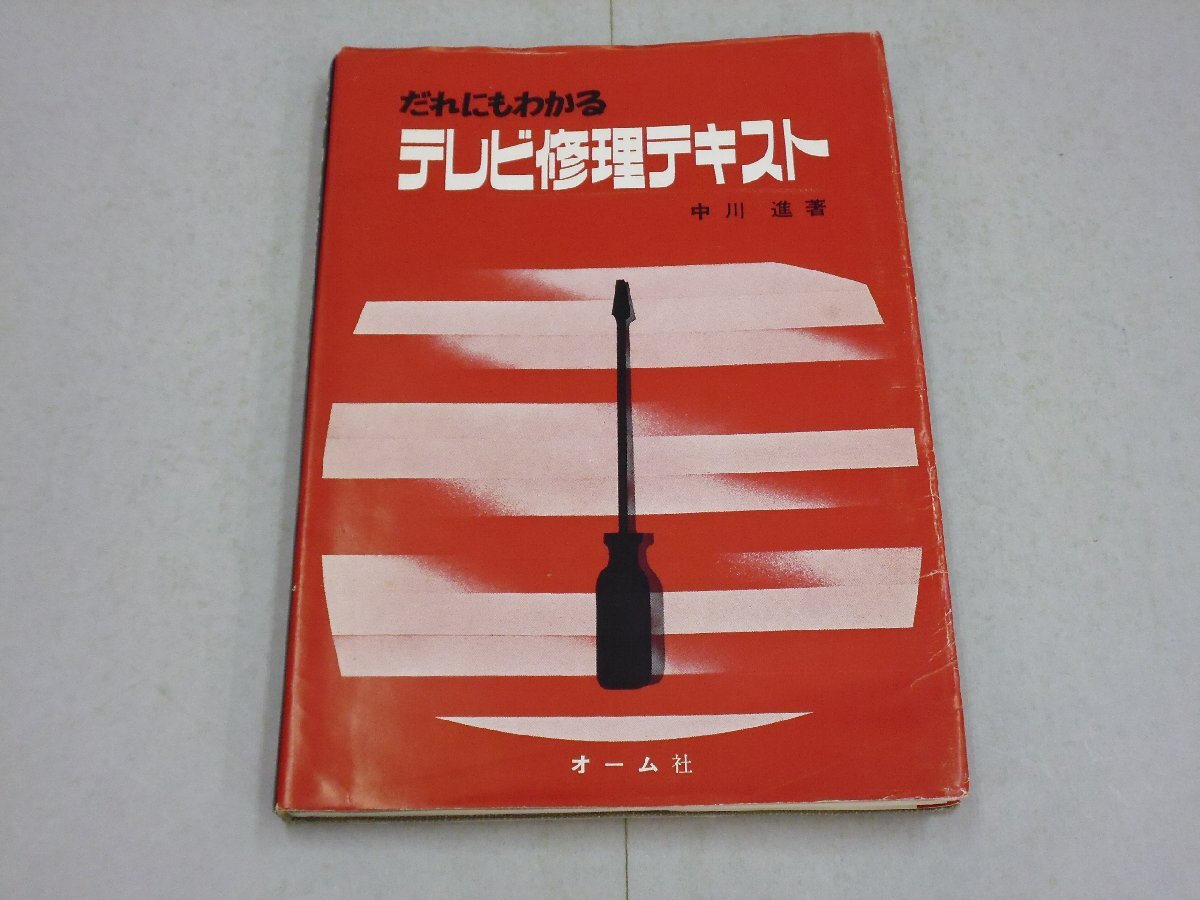 だれにもわかる
テレビ修理テキスト
中川 進著
オーム社